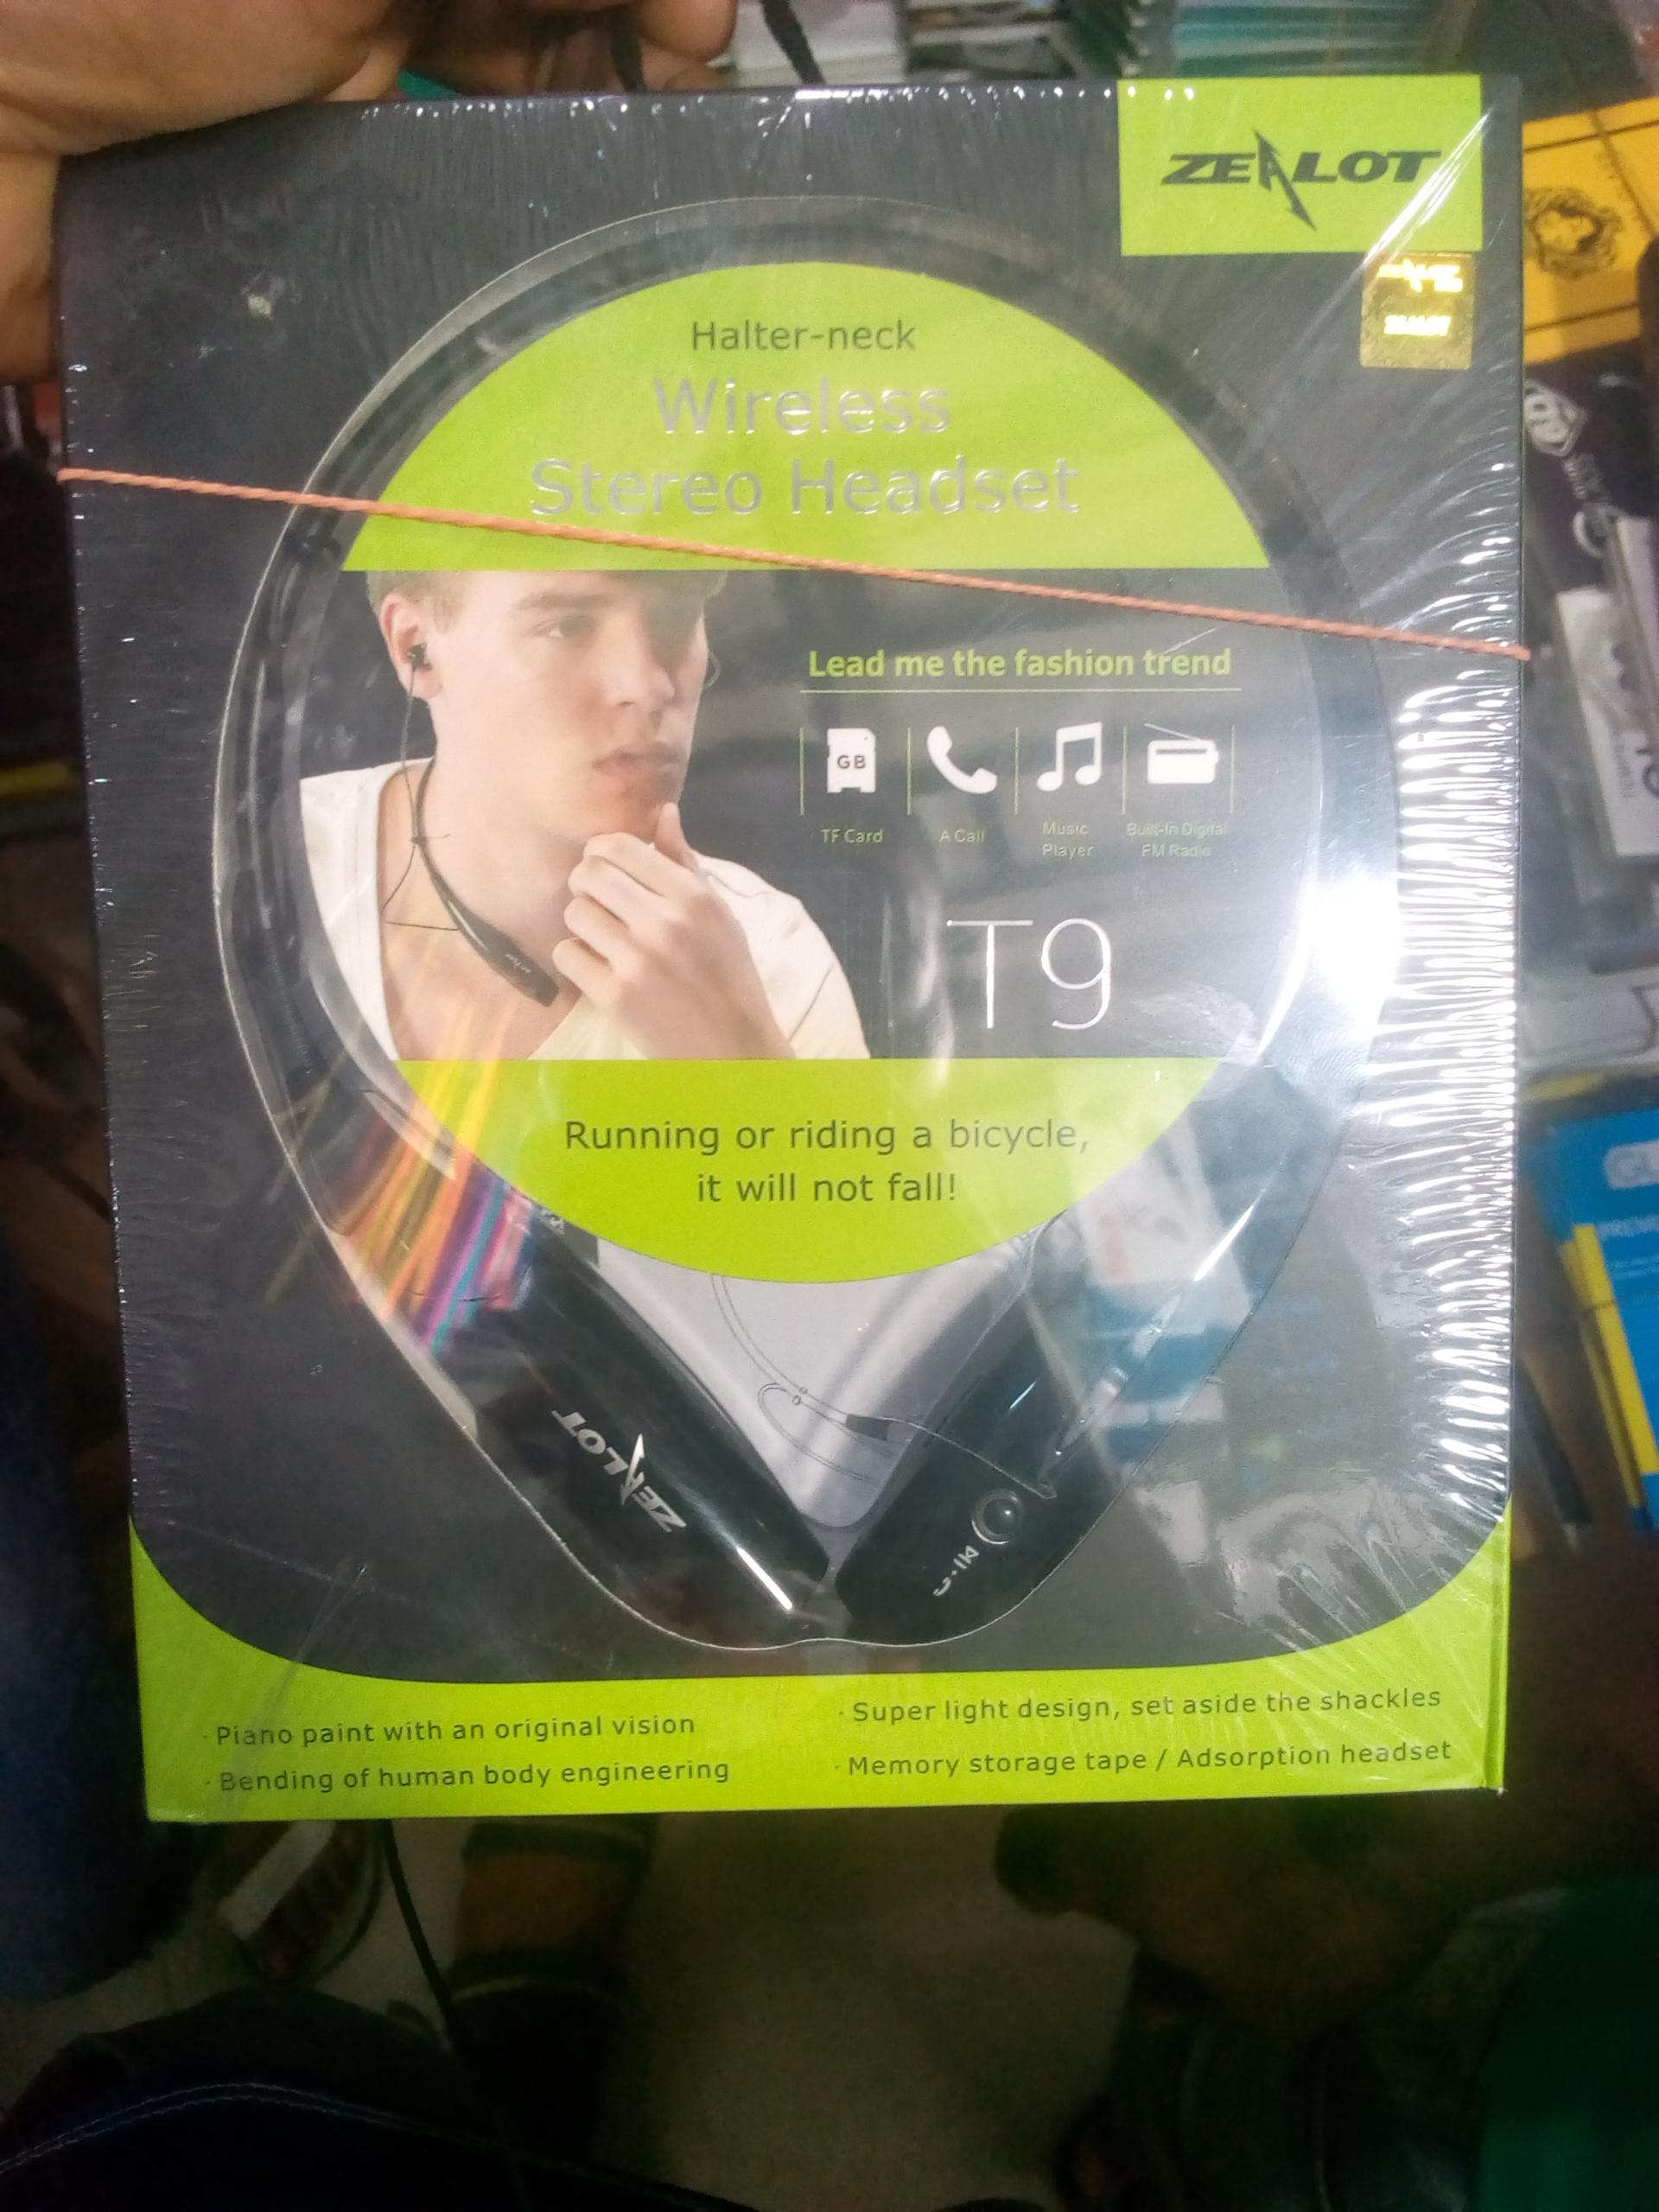 ZEALOT
Halter-neck
Wireless
Stereo Headset
Lead me the fashion trend
GB
TF Card
A Call
Music
Player
Built-In Digital
FM Radio
T9
Running or riding a bicycle,
it will not fall!
ZEALOT
· Piano paint with an original vision
· Bending of human body engineering
· Super light design, set aside the shackles
· Memory storage tape / Adsorption headset